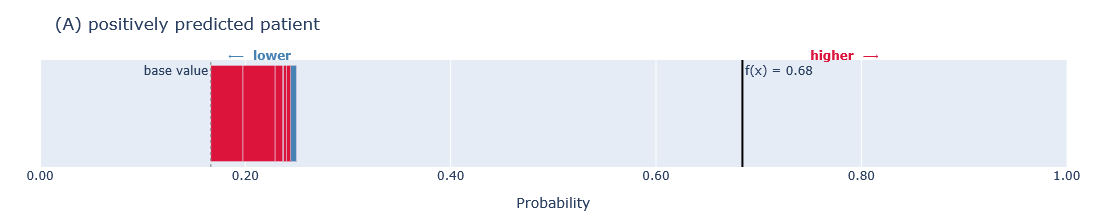 (A) positively predicted patient
← lower
higher →
base value
f(x) = 0.68
0.00 0.20 0.40 0.60 0.80 1.00
Probability